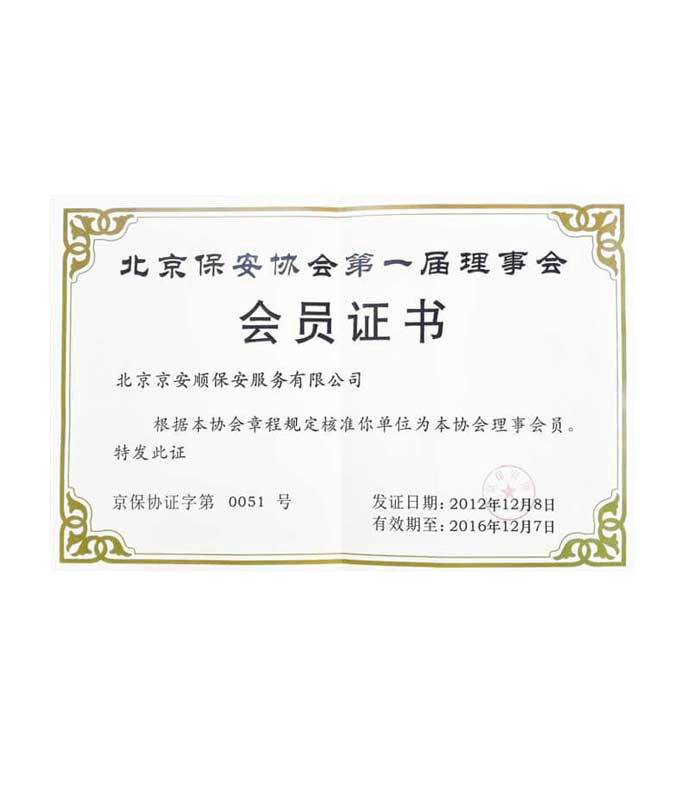 北京保安协会第一届理事会
会员证书
北京京安顺保安服务有限公司
根据本协会章程规定核准你单位为本协会理事会员。
特发此证
京保协证字第 0051 号
发证日期：2012年12月8日
有效期至：2016年12月7日